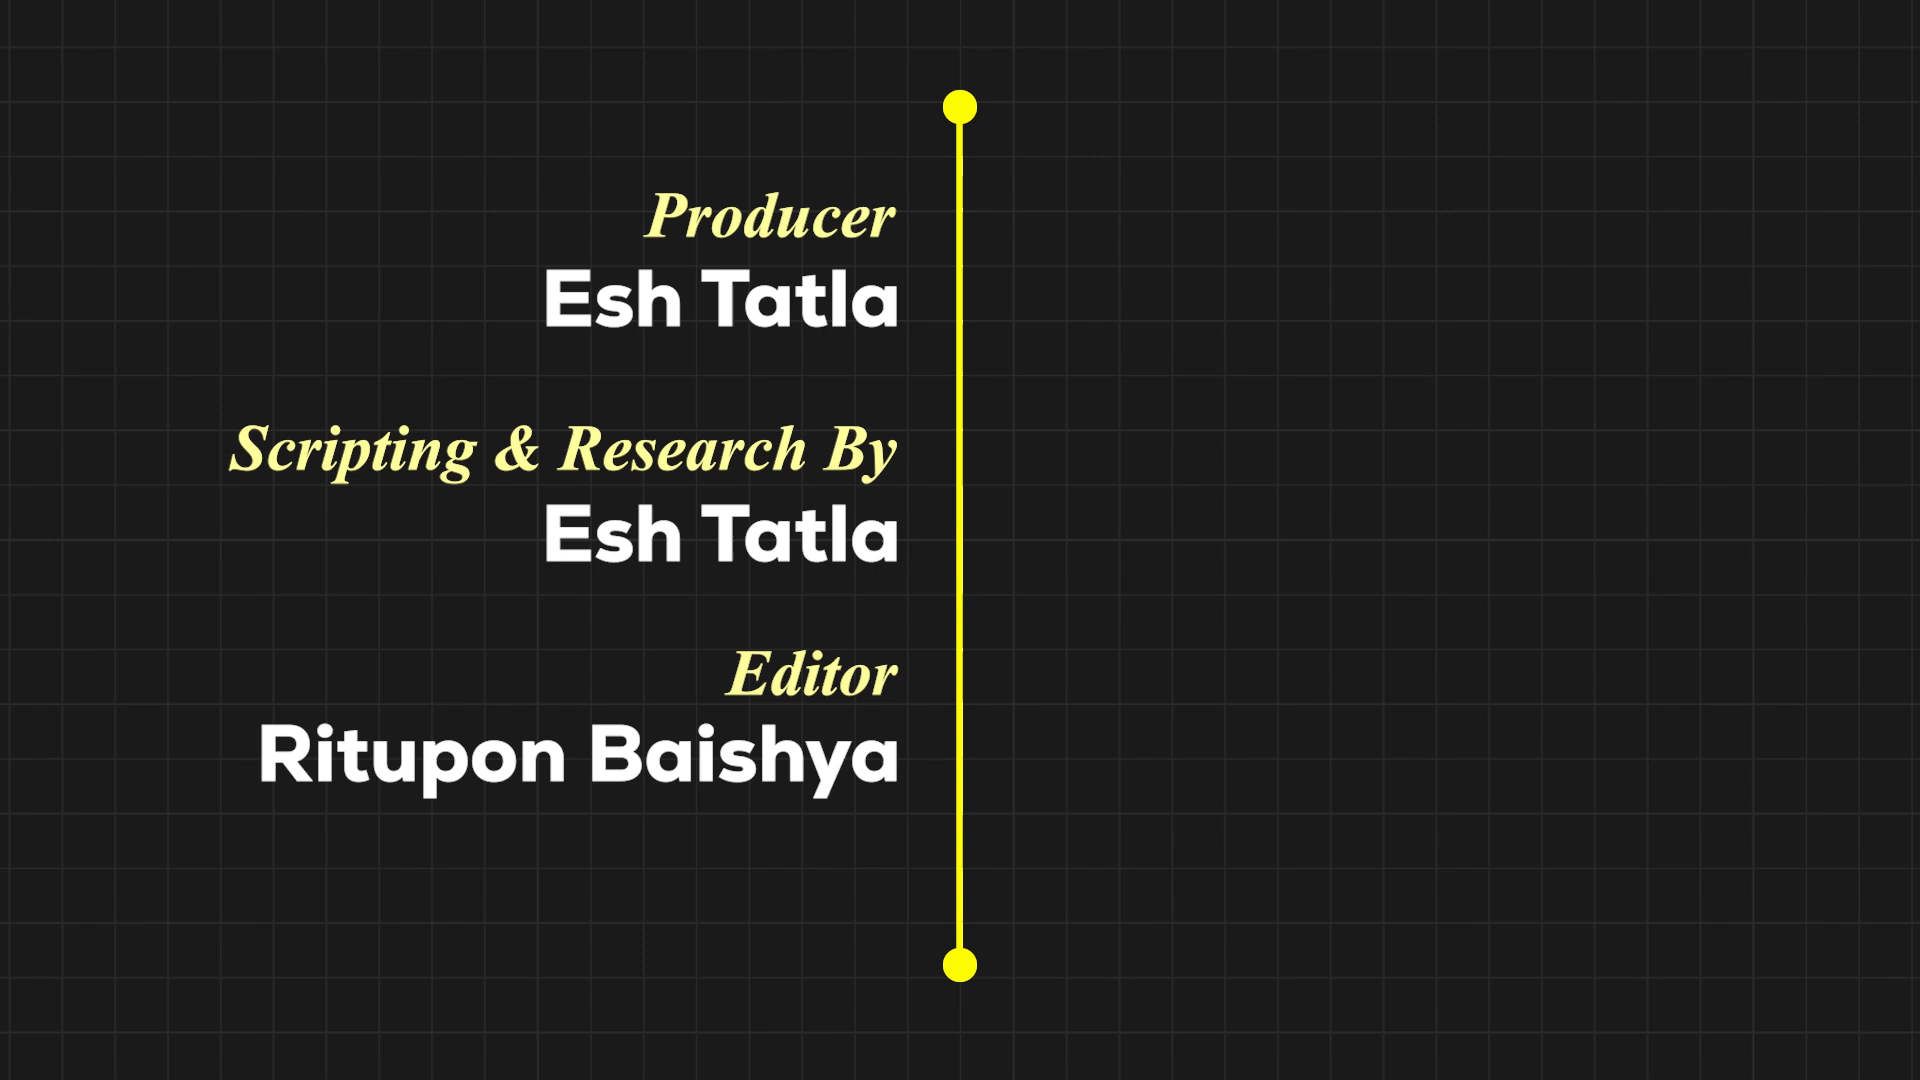 Producer
Esh Tatla
Scripting & Research By
Esh Tatla
Editor
Ritupon Baishya